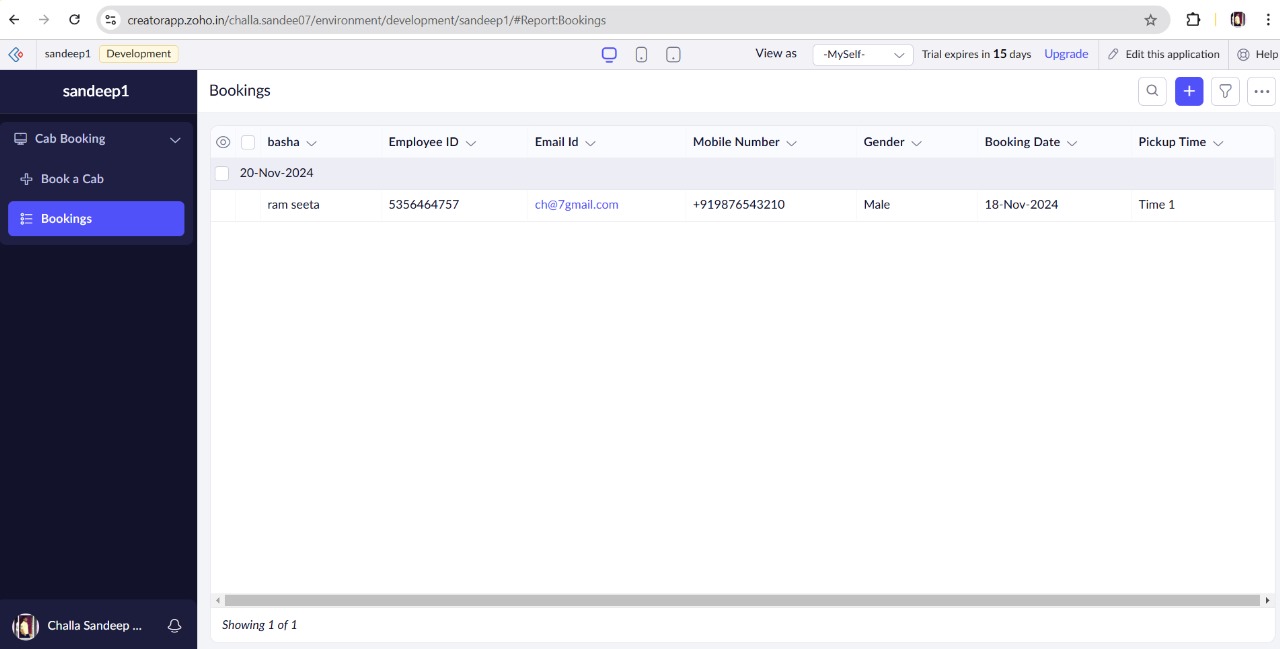 creatorapp.zoho.in/challa.sandee07/environment/development/sandeep1/#Report:Bookings
sandeep1 Development View as -MySelf- Trial expires in 15 days Upgrade Edit this application Help
sandeep1 Bookings
Cab Booking
Book a Cab
Bookings
basha Employee ID Email Id Mobile Number Gender Booking Date Pickup Time
20-Nov-2024
ram seeta 5356464757 ch@7gmail.com +919876543210 Male 18-Nov-2024 Time 1
Challa Sandeep ...
Showing 1 of 1